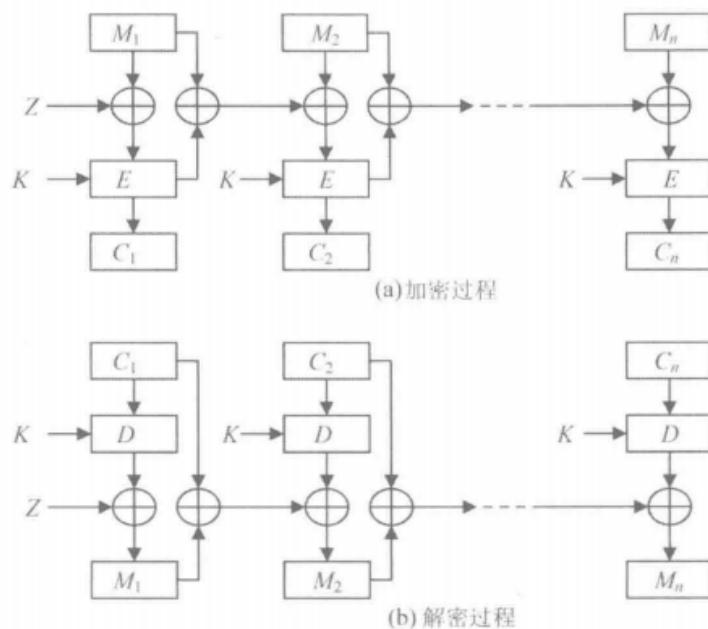 M₁ M₂ Mₙ
Z
K E K E K E
C₁ C₂ Cₙ
(a)加密过程
C₁ C₂ Cₙ
K D K D K D
Z
M₁ M₂ Mₙ
(b) 解密过程